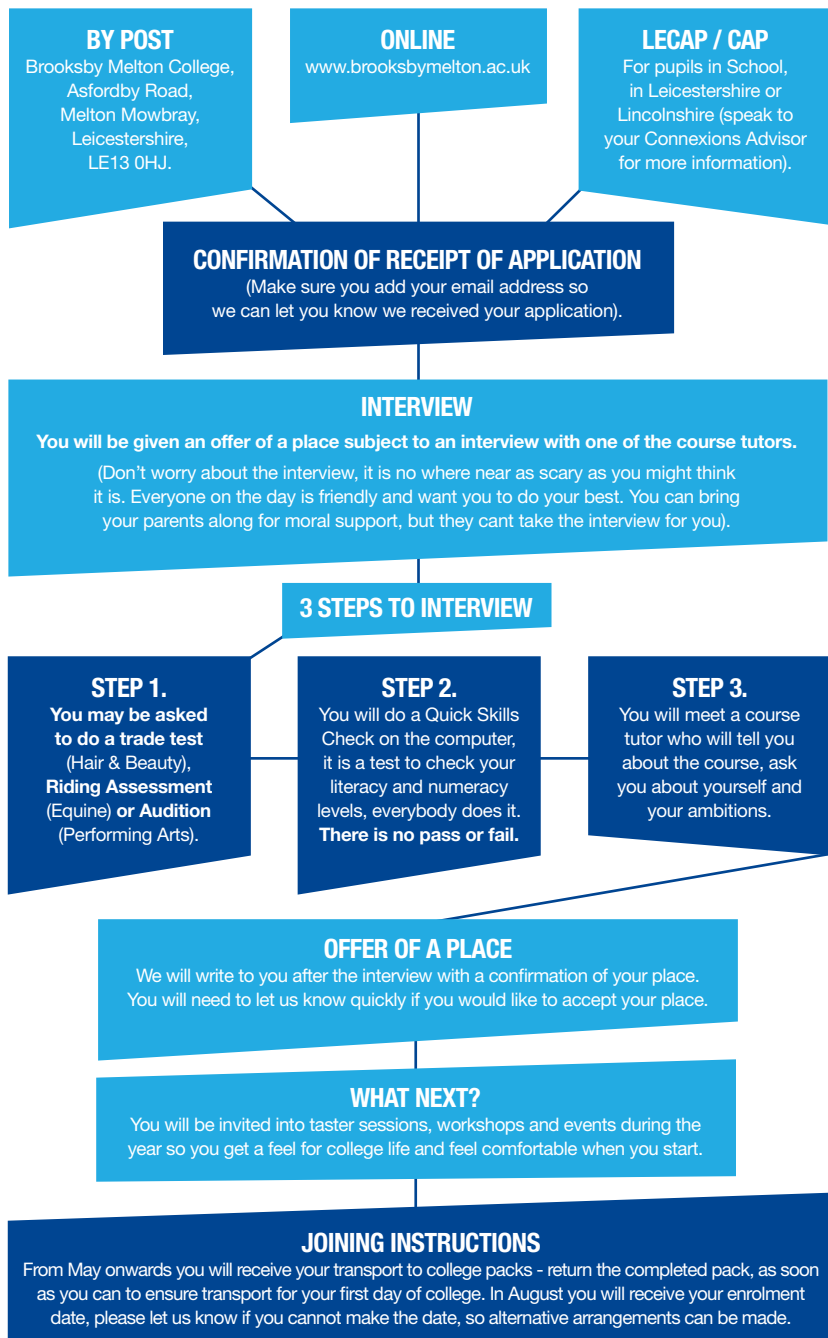 BY POST
Brooksby Melton College,
Asfordby Road,
Melton Mowbray,
Leicestershire,
LE13 0HJ.
ONLINE
www.brooksbymelton.ac.uk
LECAP / CAP
For pupils in School,
in Leicestershire or
Lincolnshire (speak to
your Connexions Advisor
for more information).
CONFIRMATION OF RECEIPT OF APPLICATION
(Make sure you add your email address so
we can let you know we received your application).
INTERVIEW
You will be given an offer of a place subject to an interview with one of the course tutors.
(Don't worry about the interview, it is no where near as scary as you might think
it is. Everyone on the day is friendly and want you to do your best. You can bring
your parents along for moral support, but they cant take the interview for you).
3 STEPS TO INTERVIEW
STEP 1.
You may be asked
to do a trade test
(Hair & Beauty),
Riding Assessment
(Equine) or Audition
(Performing Arts).
STEP 2.
You will do a Quick Skills
Check on the computer,
it is a test to check your
literacy and numeracy
levels, everybody does it.
There is no pass or fail.
STEP 3.
You will meet a course
tutor who will tell you
about the course, ask
you about yourself and
your ambitions.
OFFER OF A PLACE
We will write to you after the interview with a confirmation of your place.
You will need to let us know quickly if you would like to accept your place.
WHAT NEXT?
You will be invited into taster sessions, workshops and events during the
year so you get a feel for college life and feel comfortable when you start.
JOINING INSTRUCTIONS
From May onwards you will receive your transport to college packs - return the completed pack, as soon
as you can to ensure transport for your first day of college. In August you will receive your enrolment
date, please let us know if you cannot make the date, so alternative arrangements can be made.